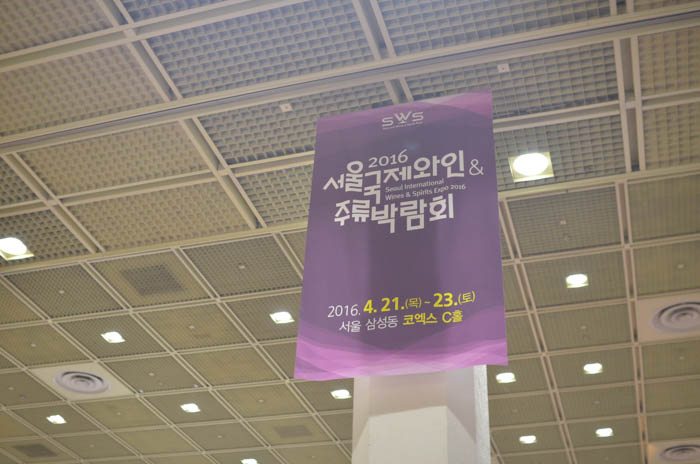 SWS
2016
서울국제와인&
Seoul International
Wines & Spirits Expo 2016
주류박람회
2016. 4. 21.(목) ~ 23.(토)
서울 삼성동 코엑스 C홀